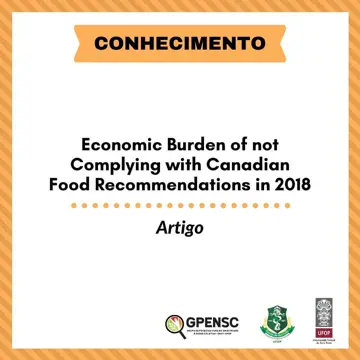 CONHECIMENTO
Economic Burden of not
Complying with Canadian
Food Recommendations in 2018
Artigo
GPENSC
UFOP